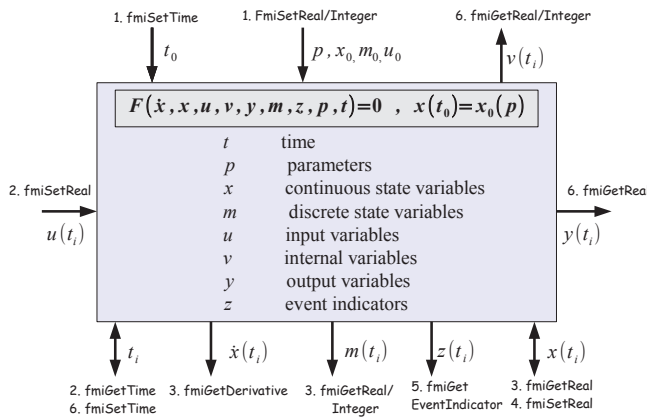 1. fmiSetTime
1. FmiSetReal/Integer
6. fmiGetReal/Integer
t0
p , x0, m0, u0
v(ti)
F(ẋ , x , u , v , y , m , z , p , t)=0 , x(t0)=x0(p)
t time
p parameters
x continuous state variables
m discrete state variables
u input variables
v internal variables
y output variables
z event indicators
2. fmiSetReal
u(ti)
6. fmiGetReal
y(ti)
ti
ẋ(ti)
m(ti)
z(ti)
x(ti)
2. fmiGetTime
6. fmiSetTime
3. fmiGetDerivative
3. fmiGetReal/
Integer
5. fmiGet
EventIndicator
3. fmiGetReal
4. fmiSetReal